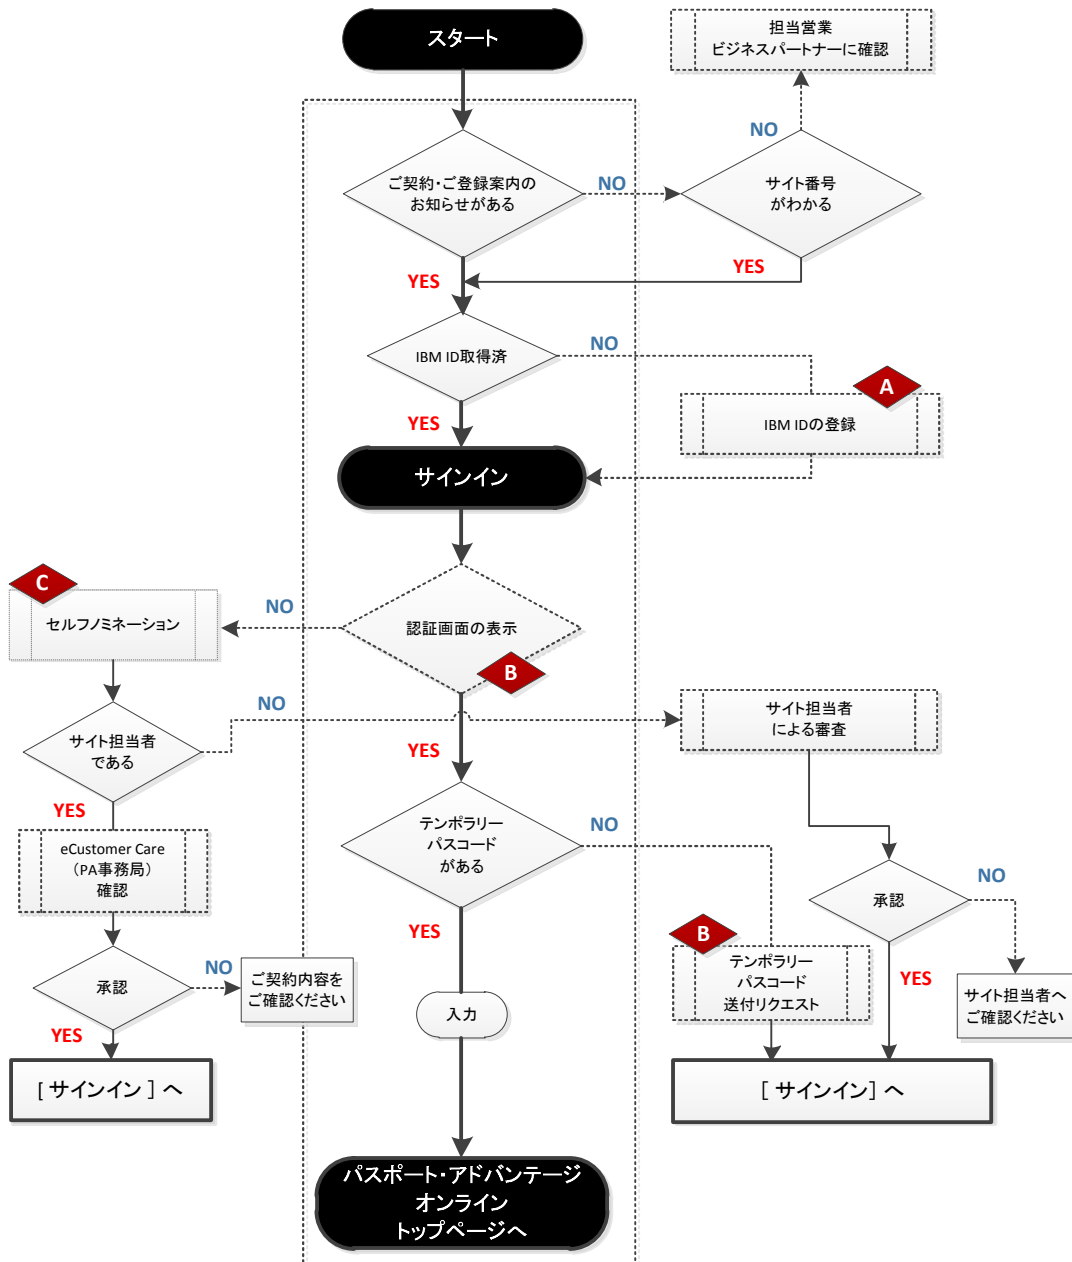 スタート
担当営業
ビジネスパートナーに確認
NO
ご契約・ご登録案内の
お知らせがある
NO
サイト番号
がわかる
YES
YES
IBM ID取得済
NO
A
IBM IDの登録
YES
サインイン
C
セルフノミネーション
NO
認証画面の表示
B
NO
サイト担当者
による審査
サイト担当者
である
YES
YES
テンポラリー
パスコード
がある
NO
eCustomer Care
（PA事務局）
確認
承認
NO
YES
B
テンポラリー
パスコード
送付リクエスト
YES
サイト担当者へ
ご確認ください
承認
NO
ご契約内容を
ご確認ください
入力
YES
[ サインイン ] へ
[ サインイン] へ
パスポート・アドバンテージ
オンライン
トップページへ